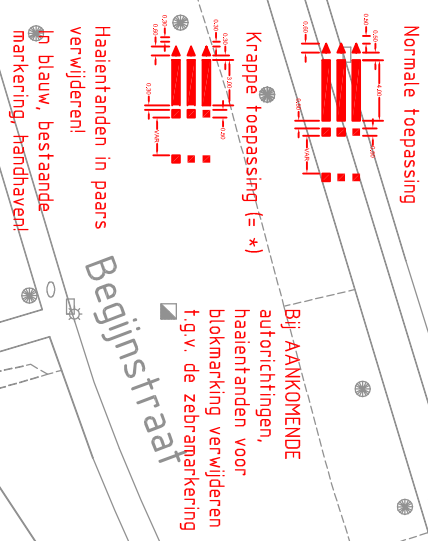 Normale toepassing
Krappe toepassing (= *)
Haaientanden in paars
verwijderen!
In blauw, bestaande
markering, handhaven!
Bij AANKOMENDE
autorichtingen,
haaientanden voor
blokmarking verwijderen
t.g.v. de zebramarkering
Begijnstraat